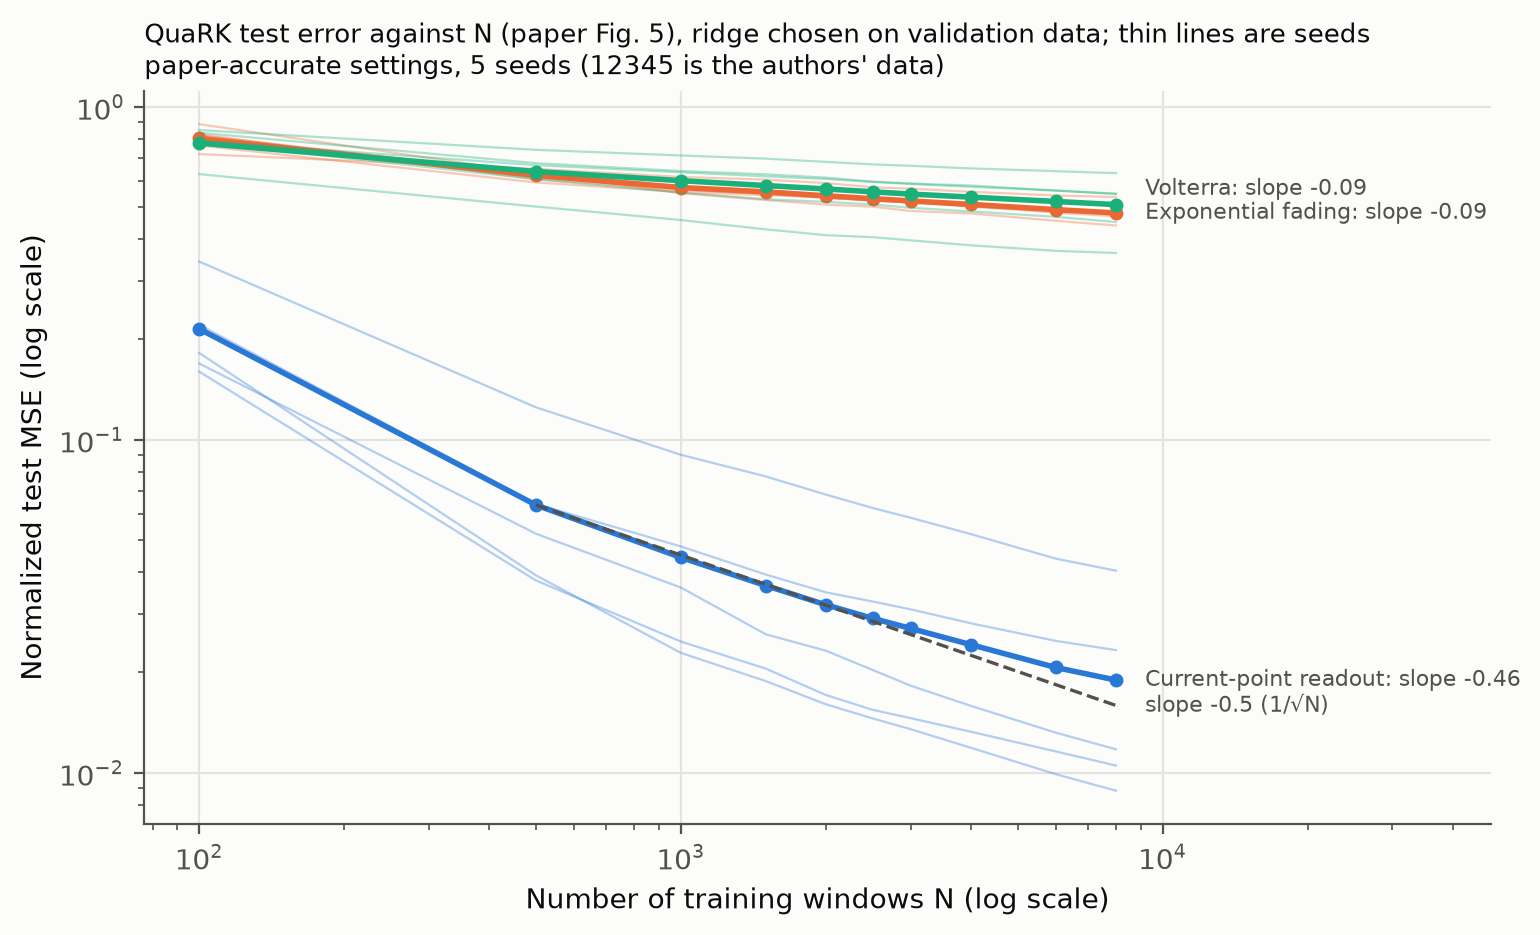 QuaRK test error against N (paper Fig. 5), ridge chosen on validation data; thin lines are seeds
paper-accurate settings, 5 seeds (12345 is the authors' data)
Normalized test MSE (log scale)
10⁰
10⁻¹
10⁻²
Volterra: slope -0.09
Exponential fading: slope -0.09
Current-point readout: slope -0.46
slope -0.5 (1/√N)
10² 10³ 10⁴
Number of training windows N (log scale)